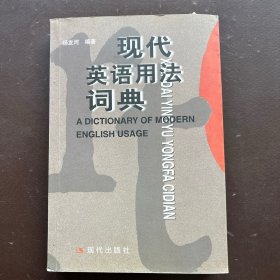 杨友珂 编著
现代
英语用法
词典
A DICTIONARY OF MODERN
ENGLISH USAGE
XIANDAI YINGYU YONGFA CIDIAN
现代出版社